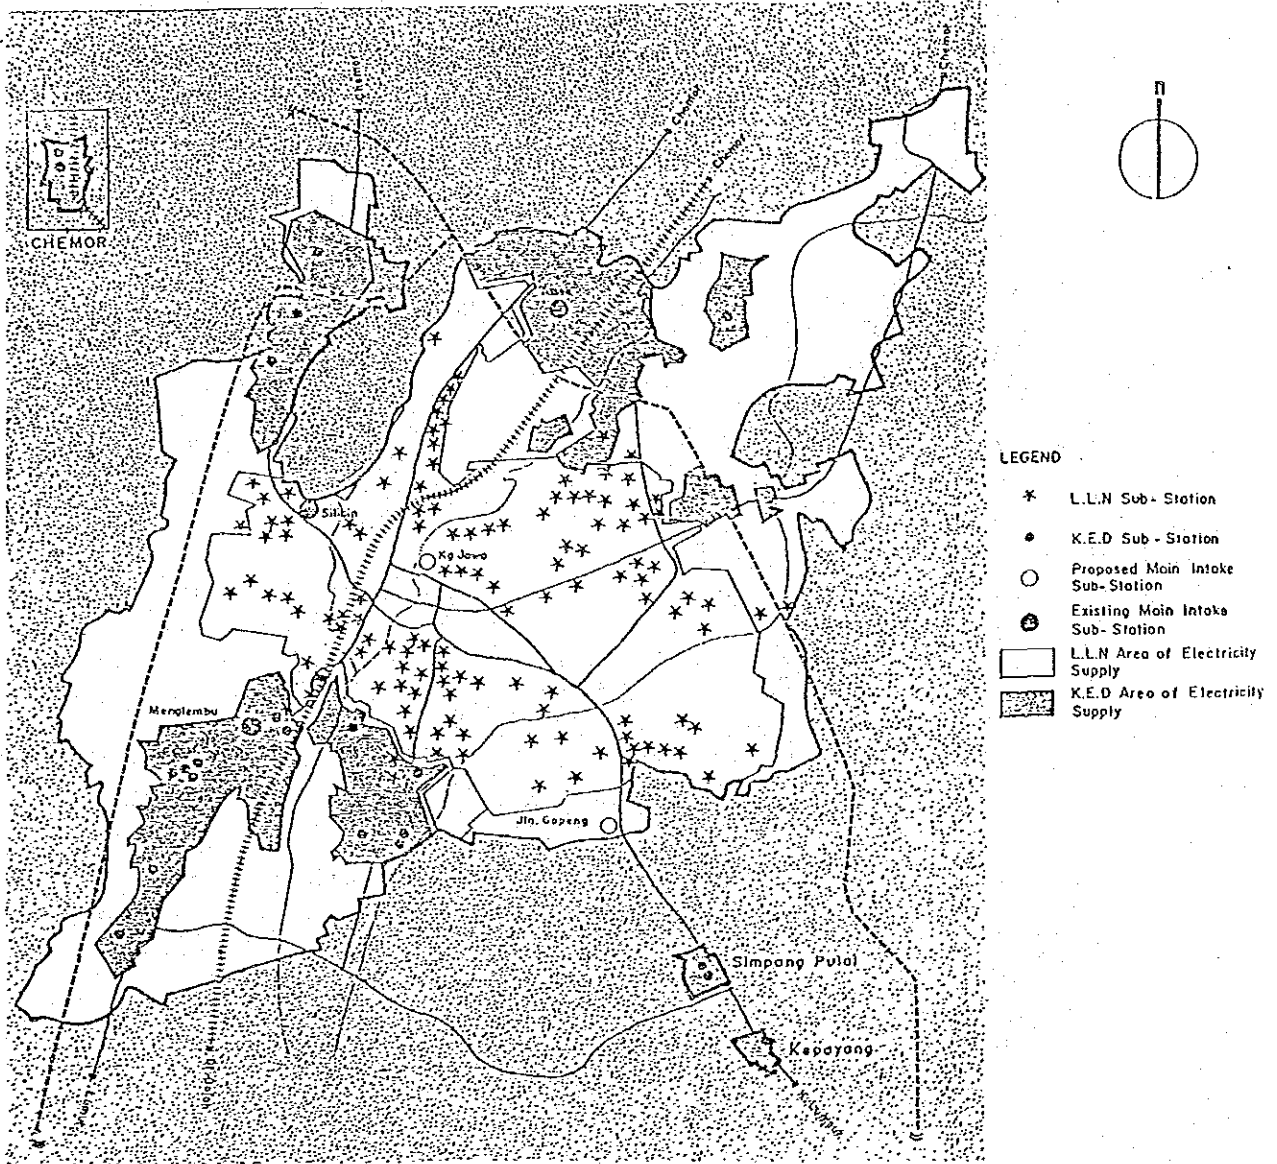 n
Chemor
Chemor
CHEMOR
Silibin
Kg Jawa
Menglembu
Jln. Gopeng
Simpang Pulai
Kepayang
LEGEND
L.L.N Sub - Station
K.E.D Sub - Station
Proposed Main Intake
Sub-Station
Existing Main Intake
Sub-Station
L.L.N Area of Electricity
Supply
K.E.D Area of Electricity
Supply